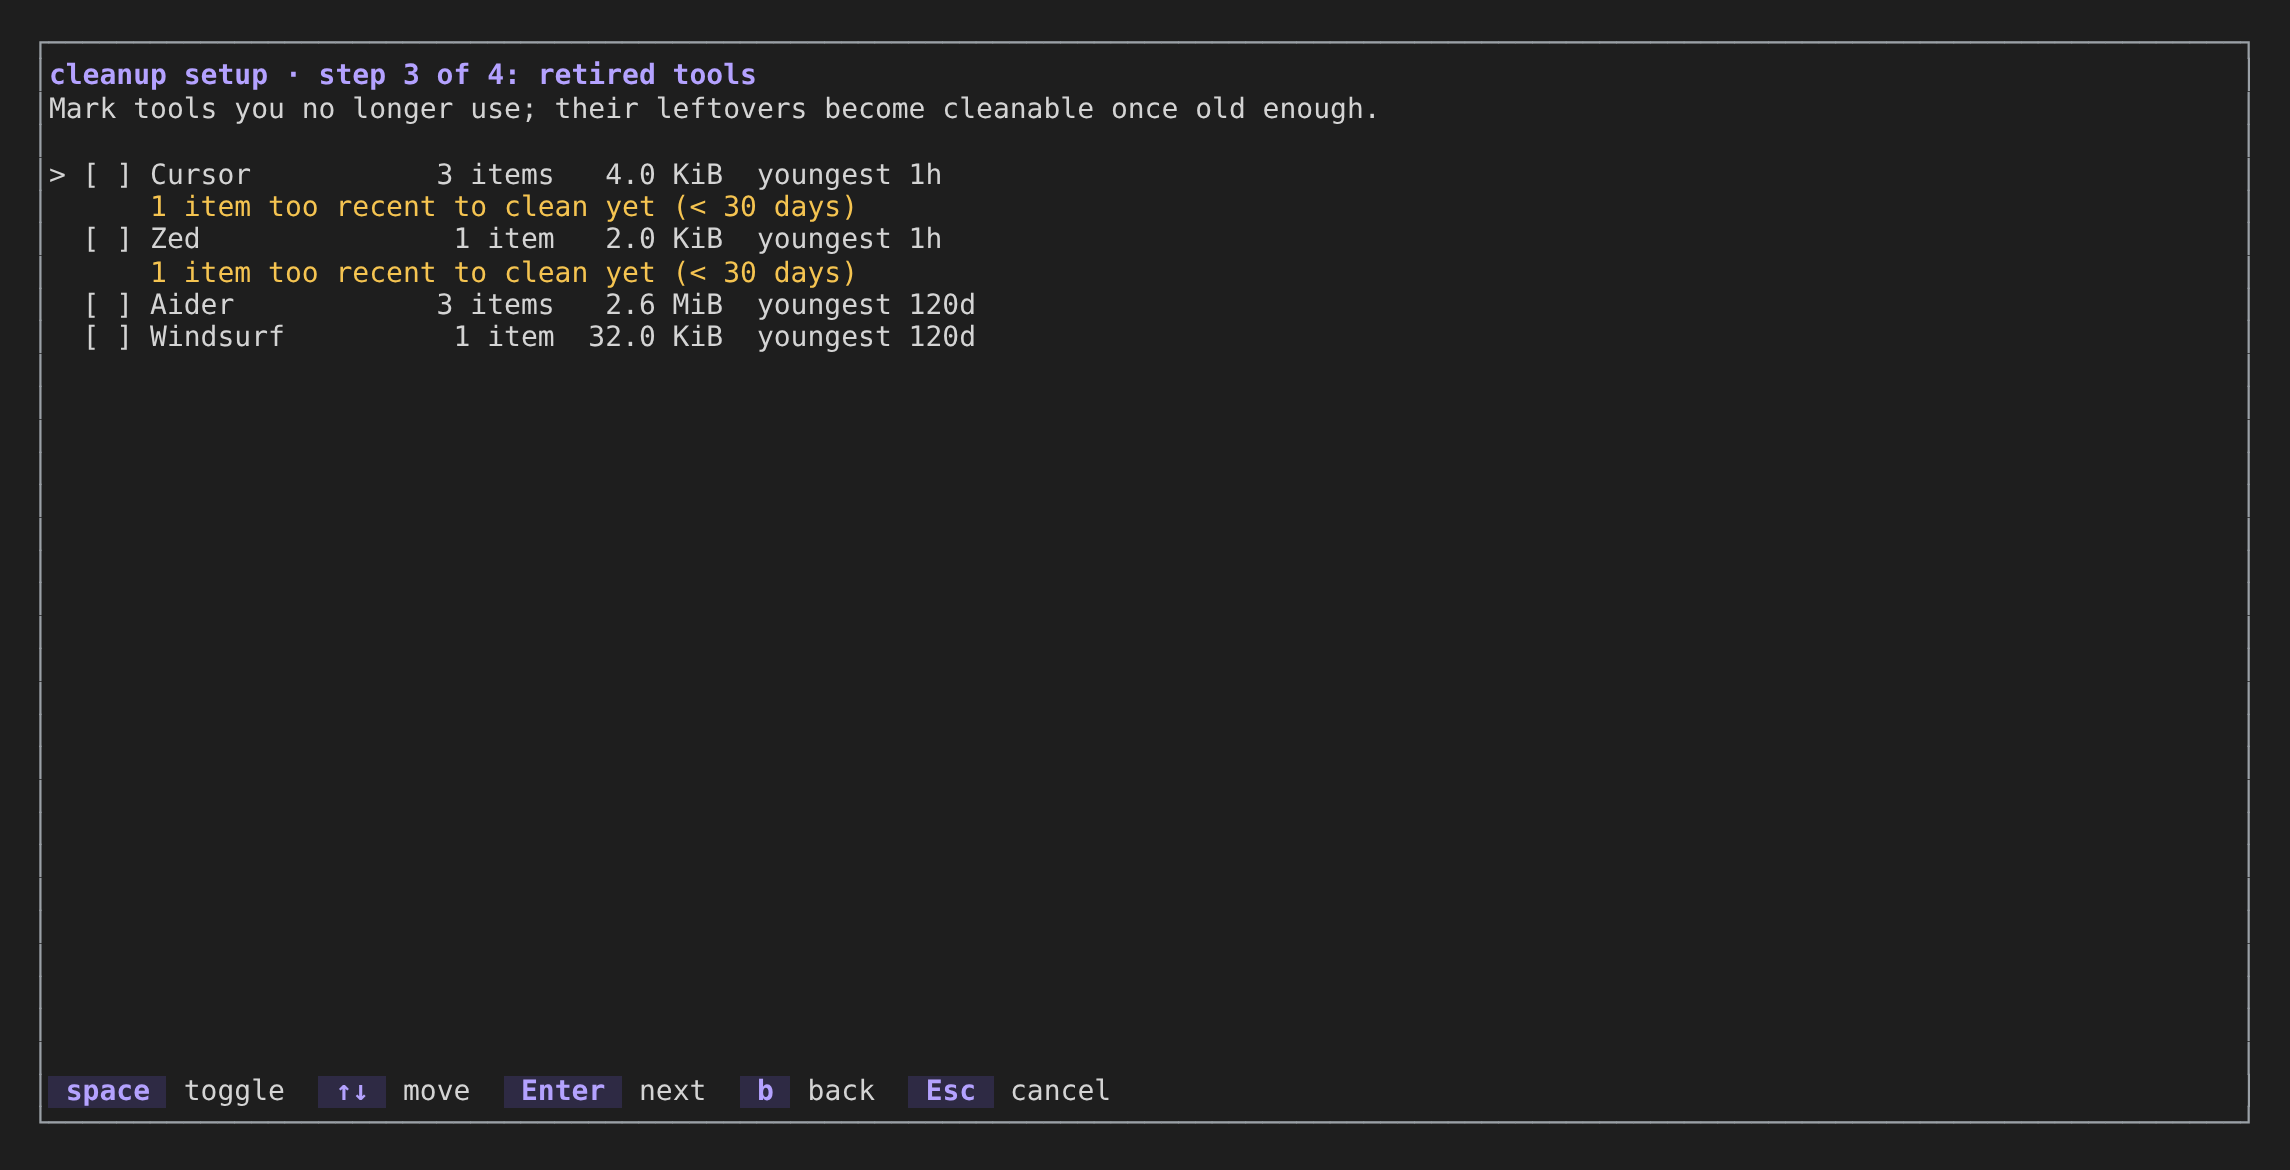 cleanup setup · step 3 of 4: retired tools
Mark tools you no longer use; their leftovers become cleanable once old enough.
> [ ] Cursor           3 items   4.0 KiB  youngest 1h
      1 item too recent to clean yet (< 30 days)
  [ ] Zed               1 item   2.0 KiB  youngest 1h
      1 item too recent to clean yet (< 30 days)
  [ ] Aider            3 items   2.6 MiB  youngest 120d
  [ ] Windsurf          1 item  32.0 KiB  youngest 120d
space toggle  ↑↓ move  Enter next  b back  Esc cancel